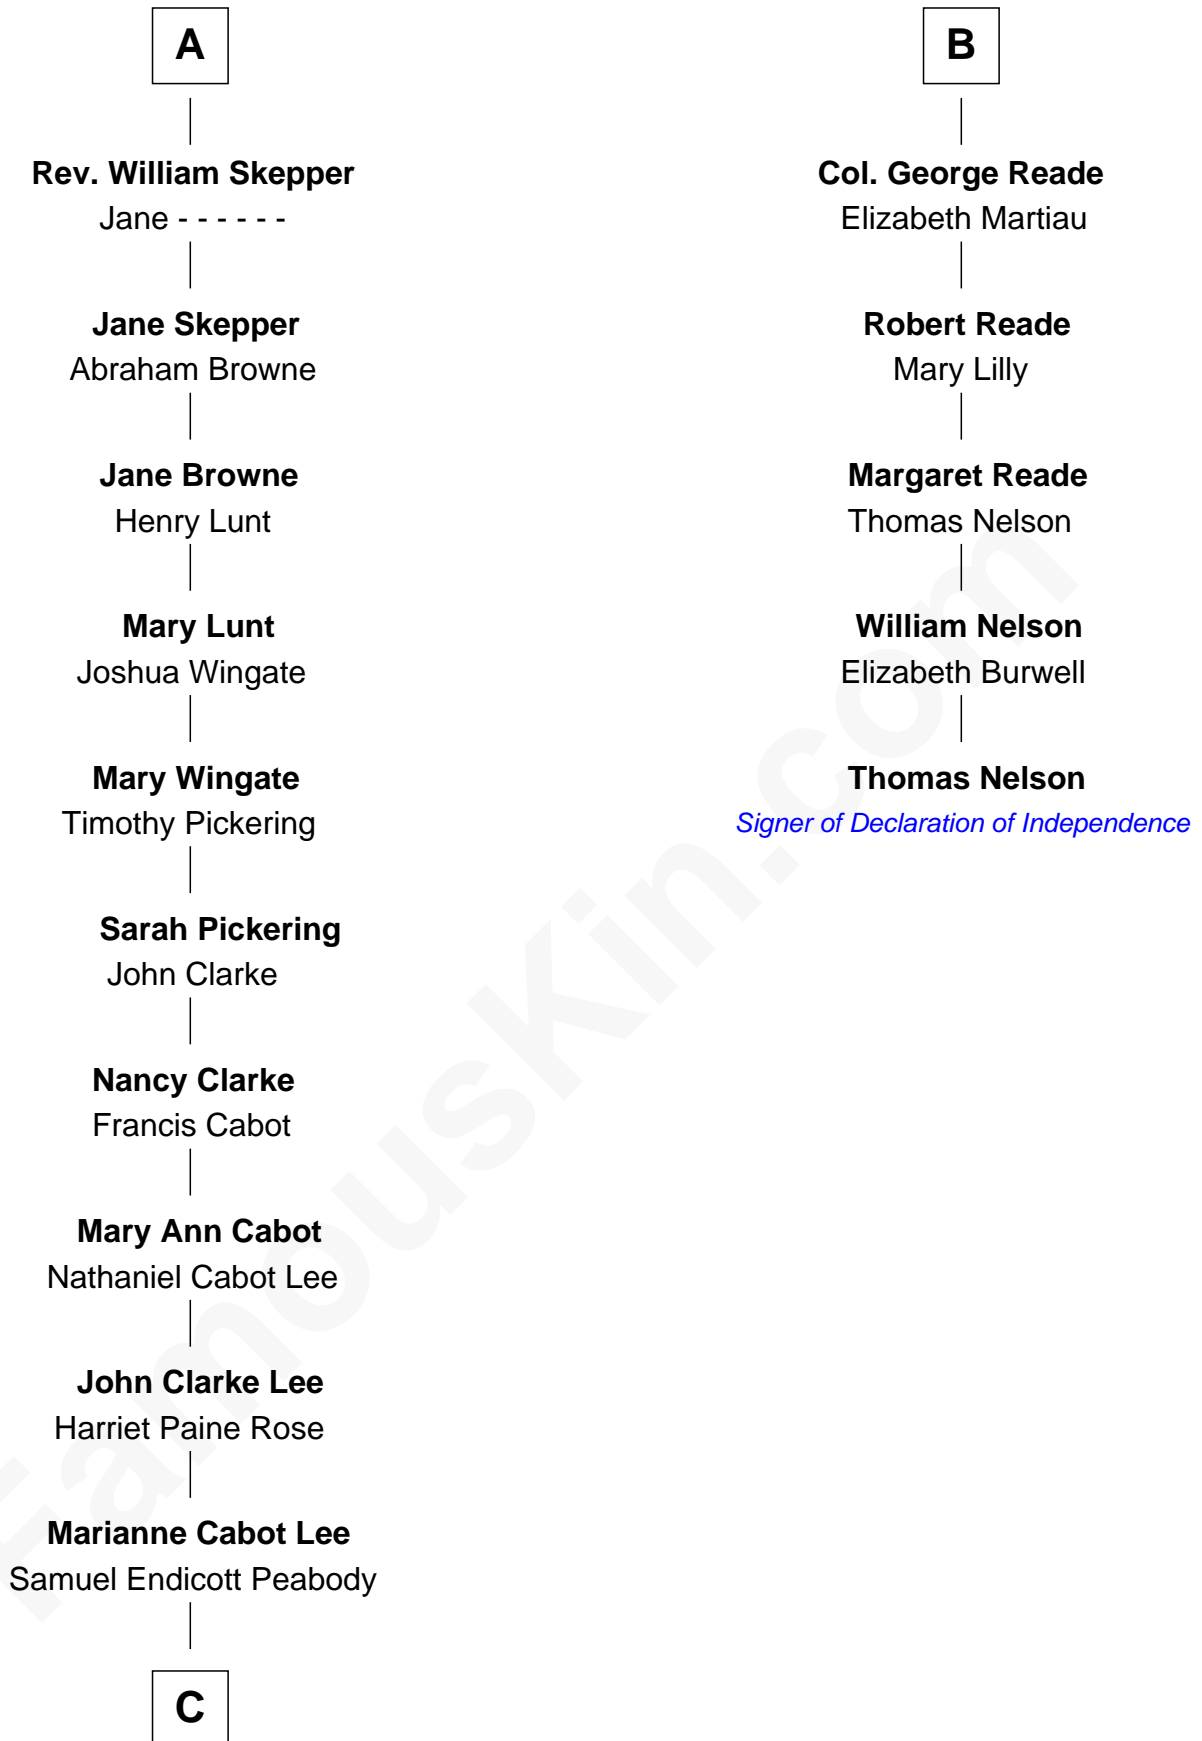 A
Rev. William Skepper
Jane - - - - - -
Jane Skepper
Abraham Browne
Jane Browne
Henry Lunt
Mary Lunt
Joshua Wingate
Mary Wingate
Timothy Pickering
Sarah Pickering
John Clarke
Nancy Clarke
Francis Cabot
Mary Ann Cabot
Nathaniel Cabot Lee
John Clarke Lee
Harriet Paine Rose
Marianne Cabot Lee
Samuel Endicott Peabody
C
B
Col. George Reade
Elizabeth Martiau
Robert Reade
Mary Lilly
Margaret Reade
Thomas Nelson
William Nelson
Elizabeth Burwell
Thomas Nelson
Signer of Declaration of Independence
FamousKin.com